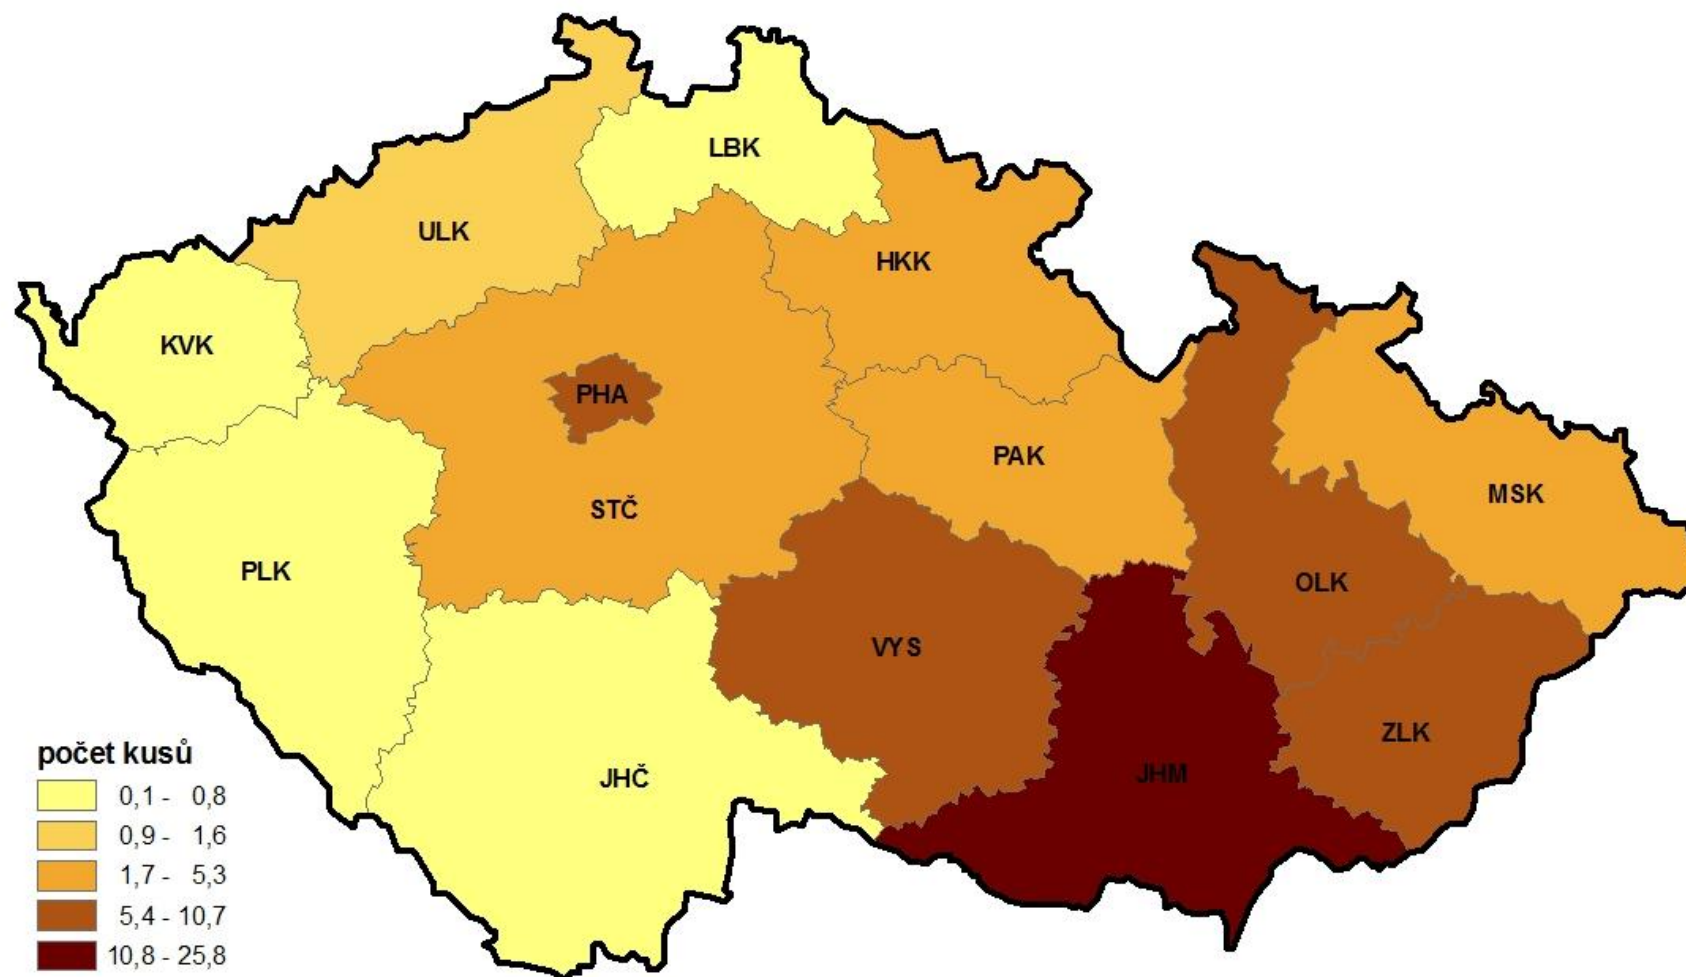 LBK
ULK
HKK
KVK
PHA
PAK
MSK
STČ
PLK
OLK
VYS
ZLK
JHČ
JHM
počet kusů
0,1 - 0,8
0,9 - 1,6
1,7 - 5,3
5,4 - 10,7
10,8 - 25,8